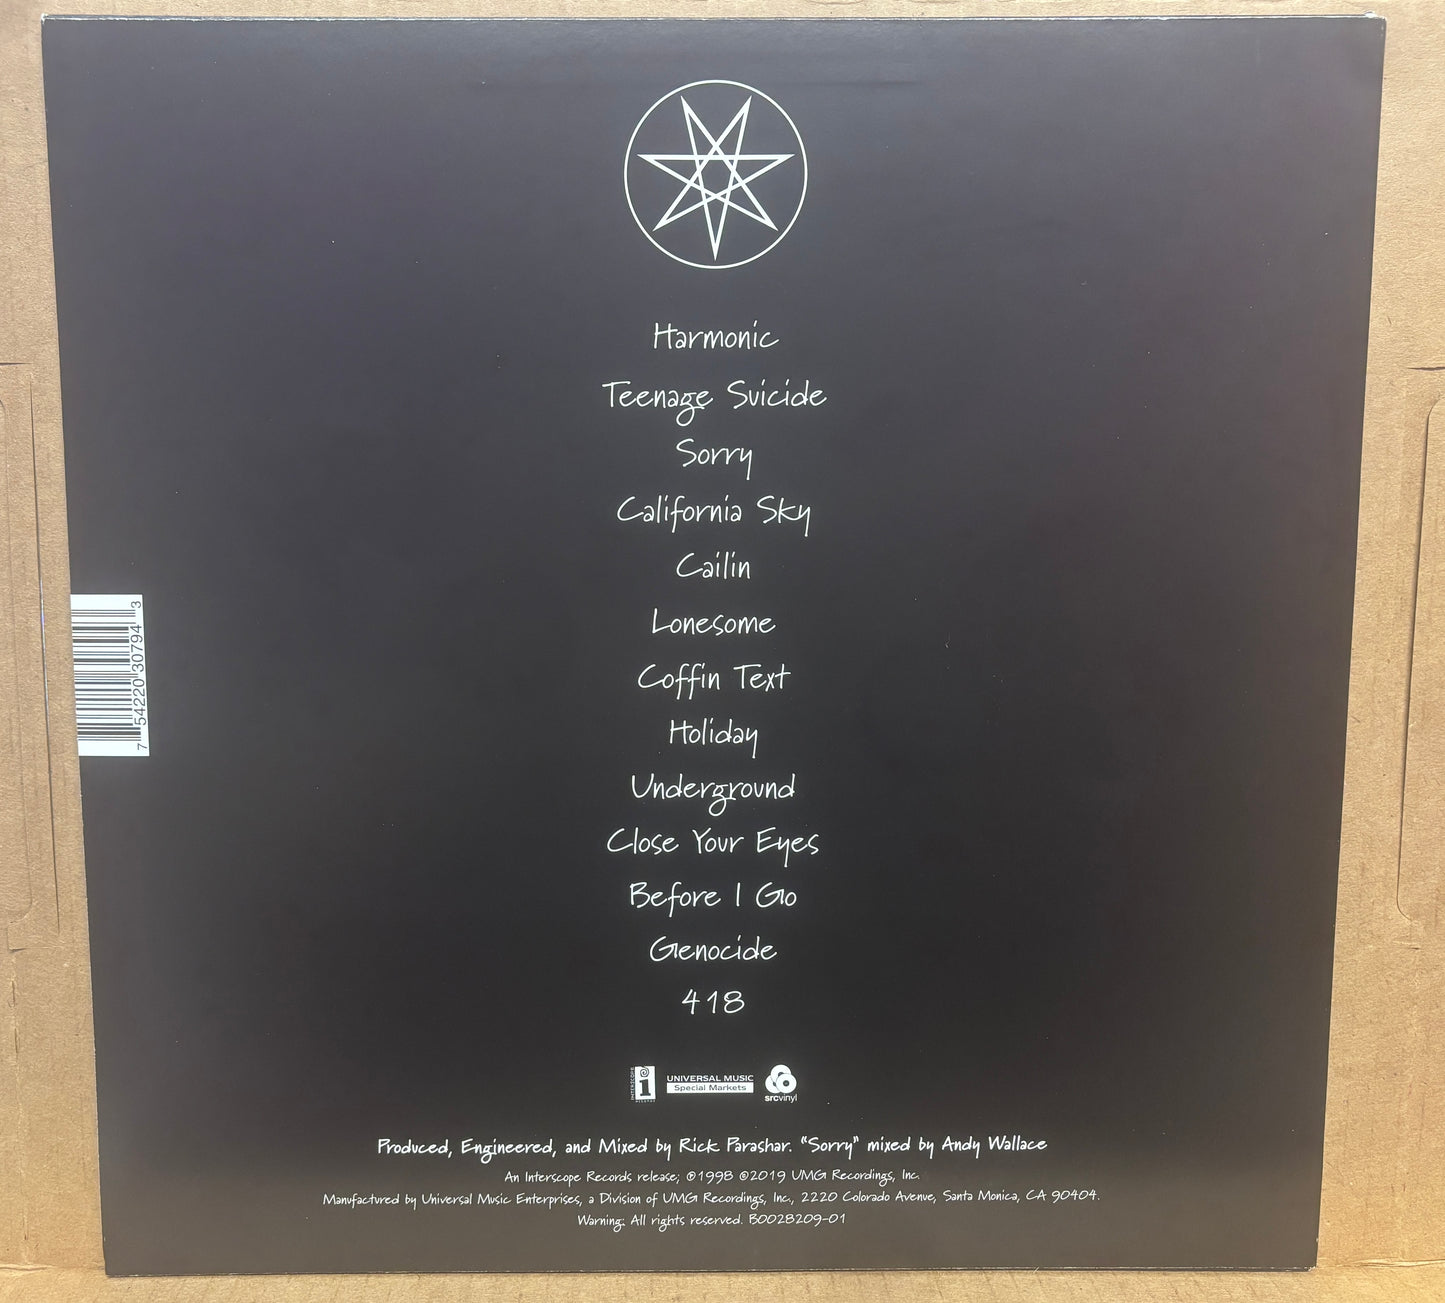 Harmonic
Teenage Suicide
Sorry
California Sky
Cailin
Lonesome
Coffin Text
Holiday
Underground
Close Your Eyes
Before I Go
Genocide
418
7 54220 30794 3
INTERSCOPE RECORDS
UNIVERSAL MUSIC
Special Markets
srcvinyl
Produced, Engineered, and Mixed by Rick Parashar. "Sorry" mixed by Andy Wallace
An Interscope Records release; ℗1998 ©2019 UMG Recordings, Inc.
Manufactured by Universal Music Enterprises, a Division of UMG Recordings, Inc., 2220 Colorado Avenue, Santa Monica, CA 90404.
Warning: All rights reserved. B0028209-01